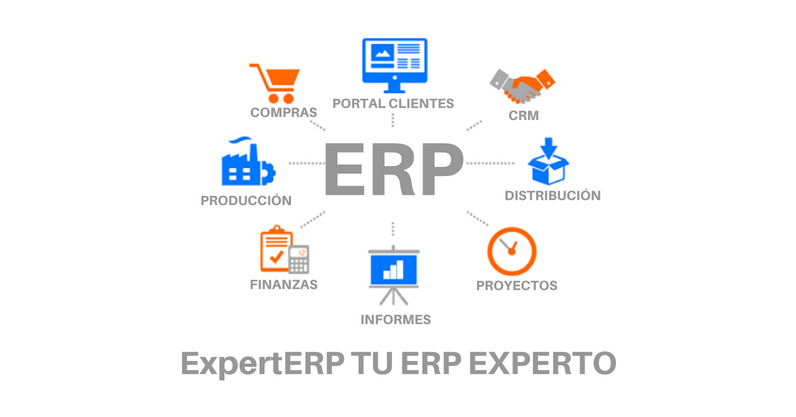 PORTAL CLIENTES
COMPRAS
CRM
ERP
PRODUCCIÓN
DISTRIBUCIÓN
FINANZAS
PROYECTOS
INFORMES
ExpertERP TU ERP EXPERTO